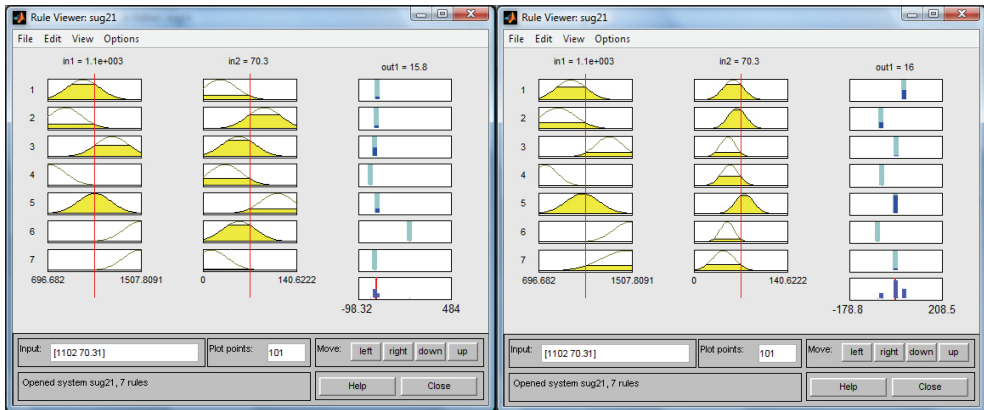 Rule Viewer: sug21
File Edit View Options
in1 = 1.1e+003
in2 = 70.3
out1 = 15.8
1
2
3
4
5
6
7
696.682
1507.8091
0
140.6222
-98.32
484
Input:
[1102 70.31]
Plot points:
101
Move:
left
right
down
up
Opened system sug21, 7 rules
Help
Close
Rule Viewer: sug21
File Edit View Options
in1 = 1.1e+003
in2 = 70.3
out1 = 16
1
2
3
4
5
6
7
696.682
1507.8091
0
140.6222
-178.8
208.5
Input:
[1102 70.31]
Plot points:
101
Move:
left
right
down
up
Opened system sug21, 7 rules
Help
Close